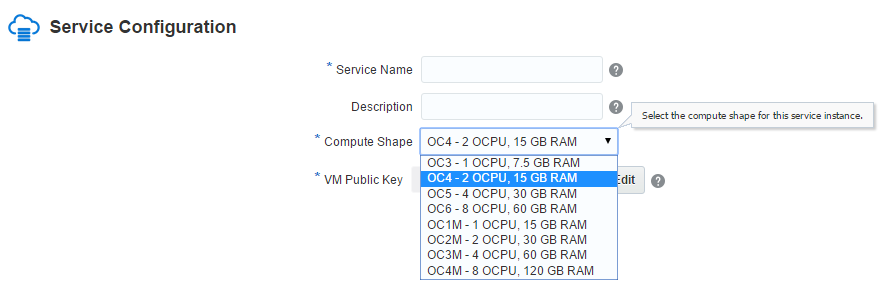 Service Configuration
* Service Name ?
Description ?
Select the compute shape for this service instance.
* Compute Shape OC4 - 2 OCPU, 15 GB RAM
OC3 - 1 OCPU, 7.5 GB RAM
* VM Public Key OC4 - 2 OCPU, 15 GB RAM Edit ?
OC5 - 4 OCPU, 30 GB RAM
OC6 - 8 OCPU, 60 GB RAM
OC1M - 1 OCPU, 15 GB RAM
OC2M - 2 OCPU, 30 GB RAM
OC3M - 4 OCPU, 60 GB RAM
OC4M - 8 OCPU, 120 GB RAM